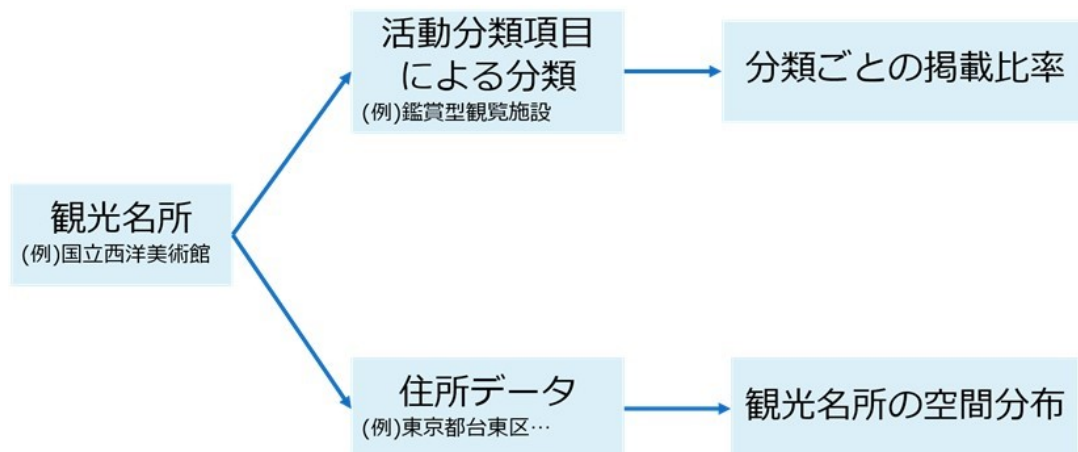 活動分類項目
による分類
(例)鑑賞型観覧施設
分類ごとの掲載比率
観光名所
(例)国立西洋美術館
住所データ
(例)東京都台東区…
観光名所の空間分布